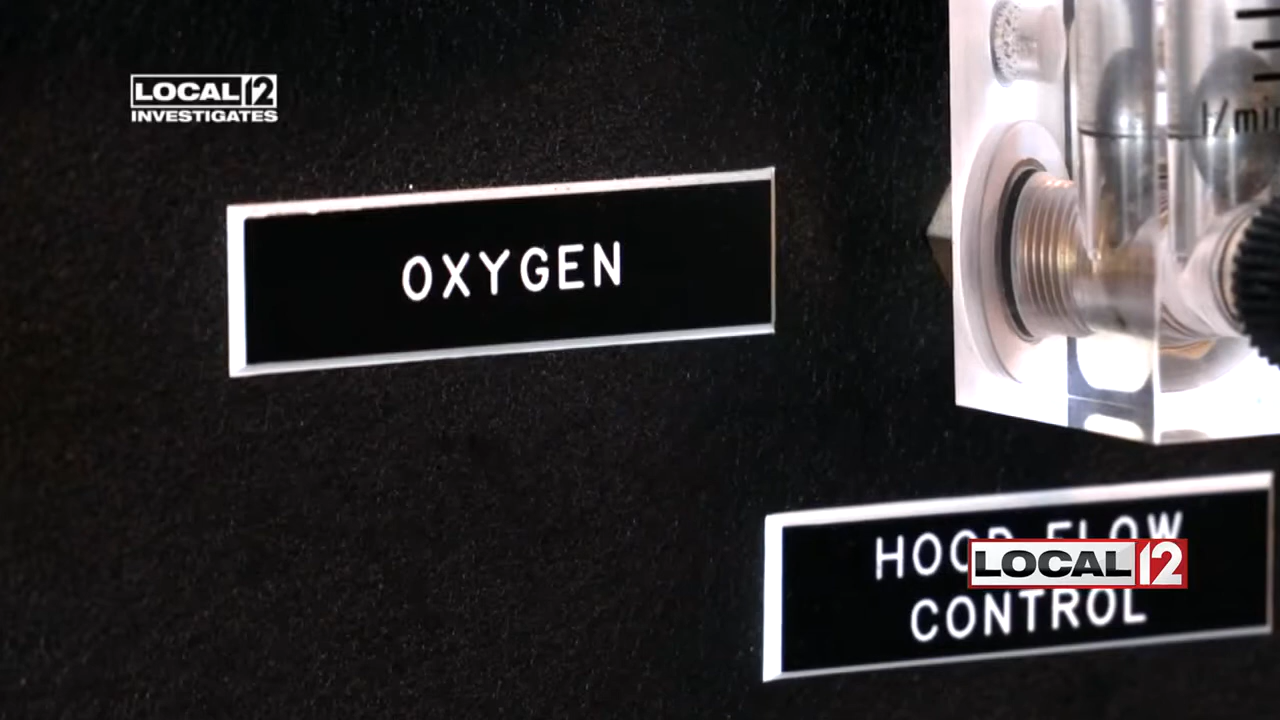 LOCAL 12
INVESTIGATES
OXYGEN
l/min
HOOD FLOW
CONTROL
LOCAL 12